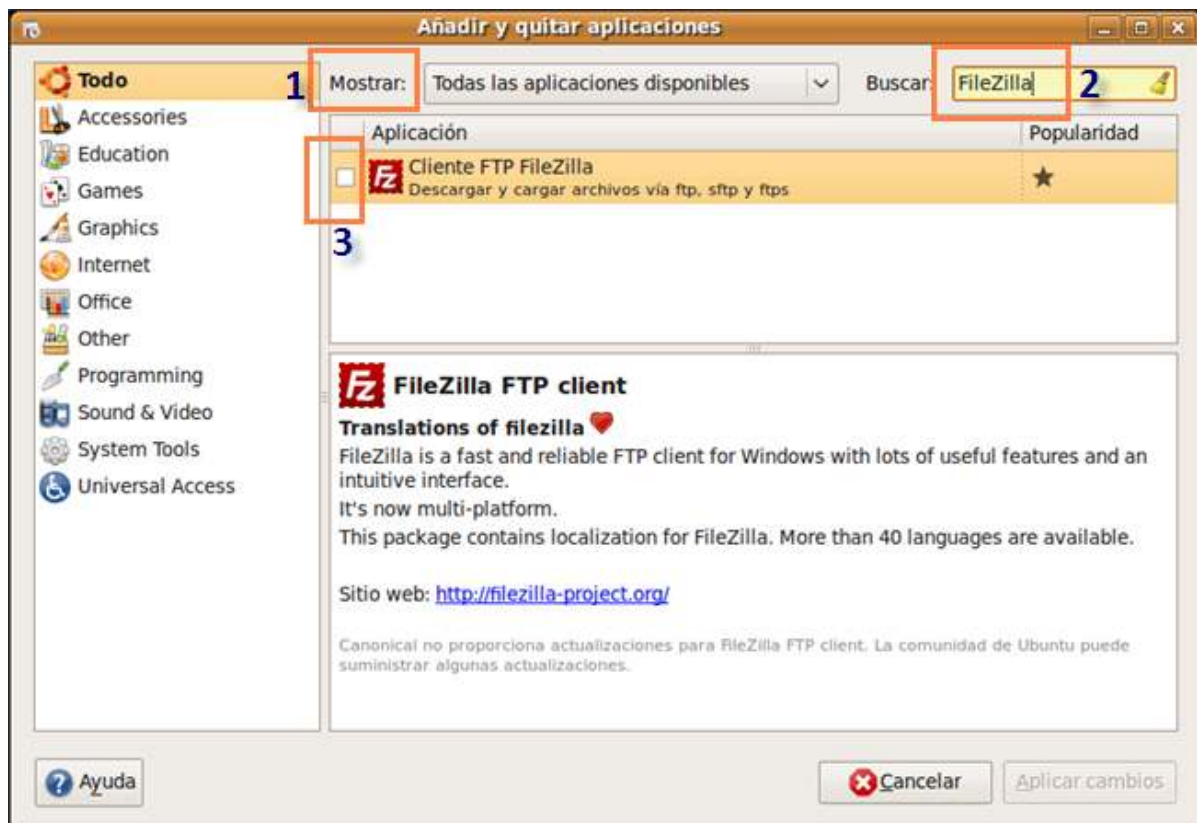 Añadir y quitar aplicaciones
Todo
Accessories
Education
Games
Graphics
Internet
Office
Other
Programming
Sound & Video
System Tools
Universal Access
1 Mostrar: Todas las aplicaciones disponibles Buscar: FileZilla 2
Aplicación Popularidad
Cliente FTP FileZilla
Descargar y cargar archivos vía ftp, sftp y ftps
3
FileZilla FTP client
Translations of filezilla
FileZilla is a fast and reliable FTP client for Windows with lots of useful features and an
intuitive interface.
It's now multi-platform.
This package contains localization for FileZilla. More than 40 languages are available.
Sitio web: http://filezilla-project.org/
Canonical no proporciona actualizaciones para FileZilla FTP client. La comunidad de Ubuntu puede
suministrar algunas actualizaciones.
Ayuda Cancelar Aplicar cambios